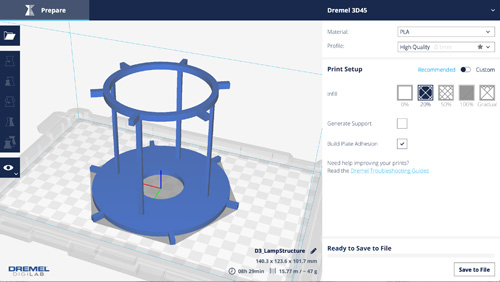 Prepare
Dremel 3D45
Material:
PLA
Profile:
High Quality
Print Setup
Recommended
Custom
Infill
0%
20%
50%
100%
Gradual
Generate Support
Build Plate Adhesion
Need help improving your prints?
Read the Dremel Troubleshooting Guides
D3_LampStructure
140.3 x 123.6 x 101.7 mm
08h 29min
15.77 m / ~ 47 g
DREMEL
DIGILAB
Ready to Save to File
Save to File